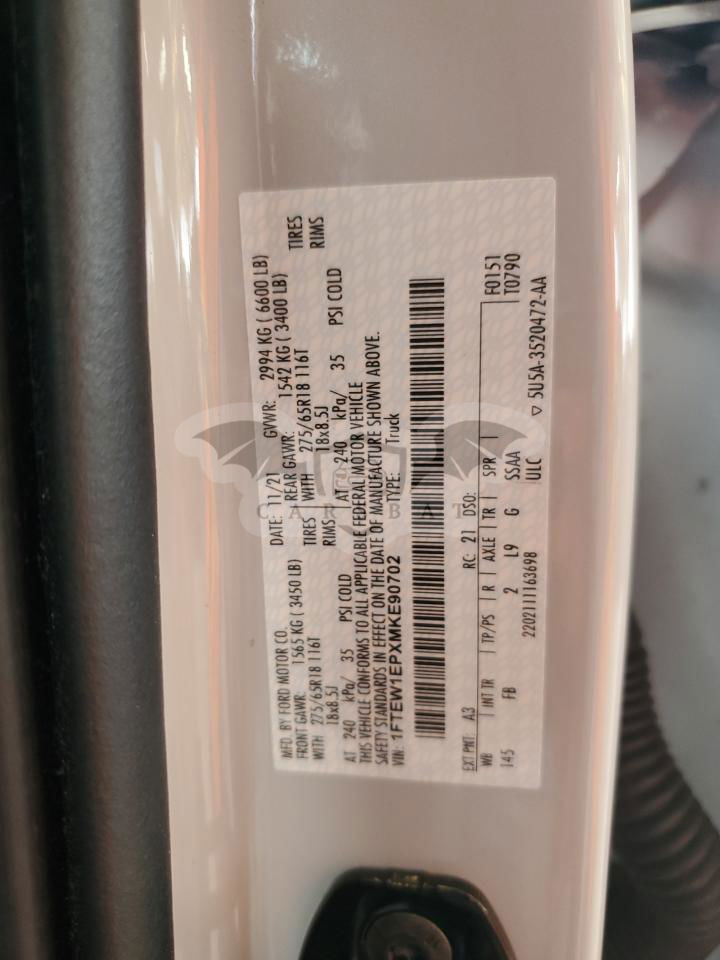 MFD. BY FORD MOTOR CO.
DATE: 11/21 GVWR: 2994 KG ( 6600 LB)
FRONT GAWR: 1565 KG ( 3450 LB) REAR GAWR: 1542 KG ( 3400 LB)
WITH 275/65R18 116T TIRES WITH 275/65R18 116T TIRES
18x8.5J RIMS 18x8.5J RIMS
AT 240 kPa/ 35 PSI COLD AT 240 kPa/ 35 PSI COLD
THIS VEHICLE CONFORMS TO ALL APPLICABLE FEDERAL MOTOR VEHICLE
SAFETY STANDARDS IN EFFECT ON THE DATE OF MANUFACTURE SHOWN ABOVE.
VIN: 1FTEW1EPXMKE90702 TYPE: Truck
EXT PNT: A3 RC: 21 DSO: F0151
WB INT TR TP/PS R AXLE TR SPR T0790
145 FB 2 L9 G SSAA
2202111163698 ULC ▽ 5U5A-3520472-AA
CAR BAT